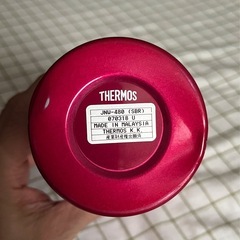 THERMOS
JNW-480 (SBR)
070318 U
MADE IN MALAYSIA
THERMOS K.K.